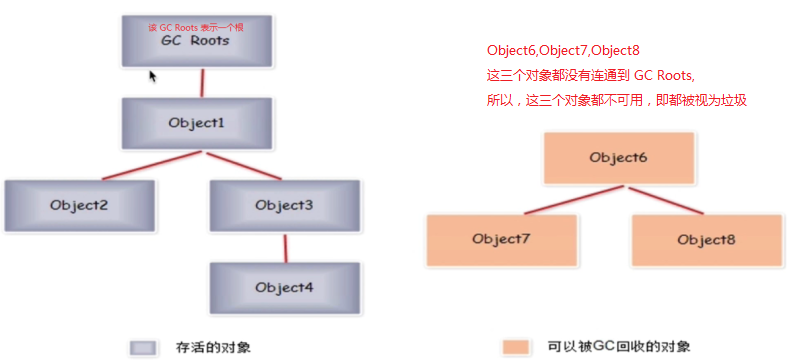 该 GC Roots 表示一个根
GC Roots
Object1
Object2
Object3
Object4
存活的对象
Object6,Object7,Object8
这三个对象都没有连通到 GC Roots,
所以，这三个对象都不可用，即都被视为垃圾
Object6
Object7
Object8
可以被GC回收的对象